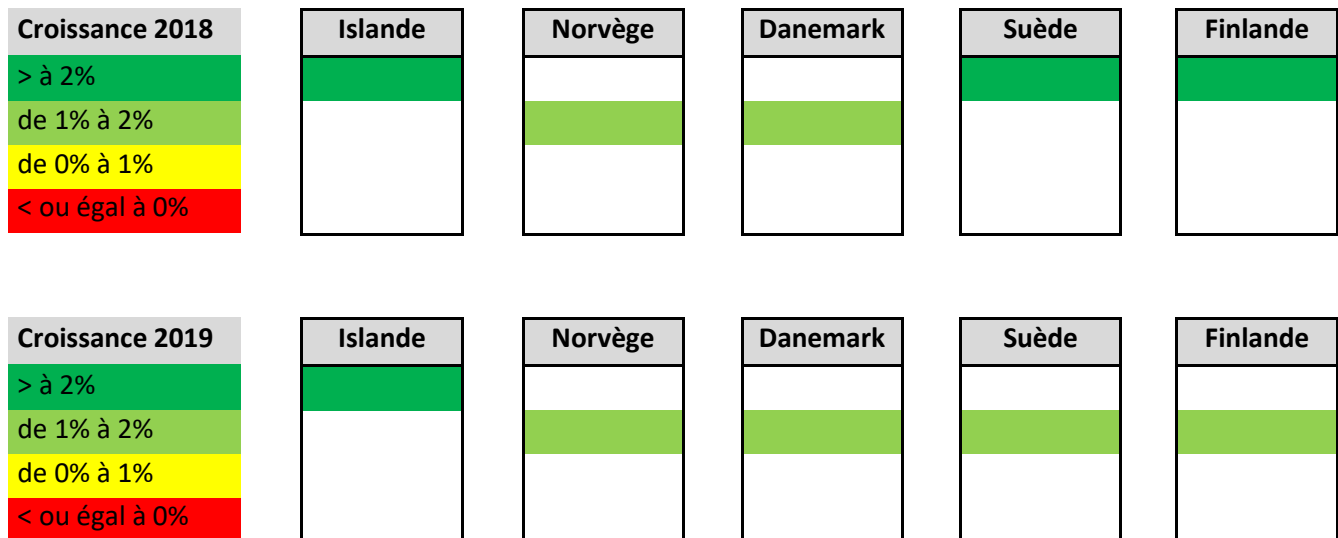 Croissance 2018 Islande Norvège Danemark Suède Finlande
> à 2%
de 1% à 2%
de 0% à 1%
< ou égal à 0%
Croissance 2019 Islande Norvège Danemark Suède Finlande
> à 2%
de 1% à 2%
de 0% à 1%
< ou égal à 0%